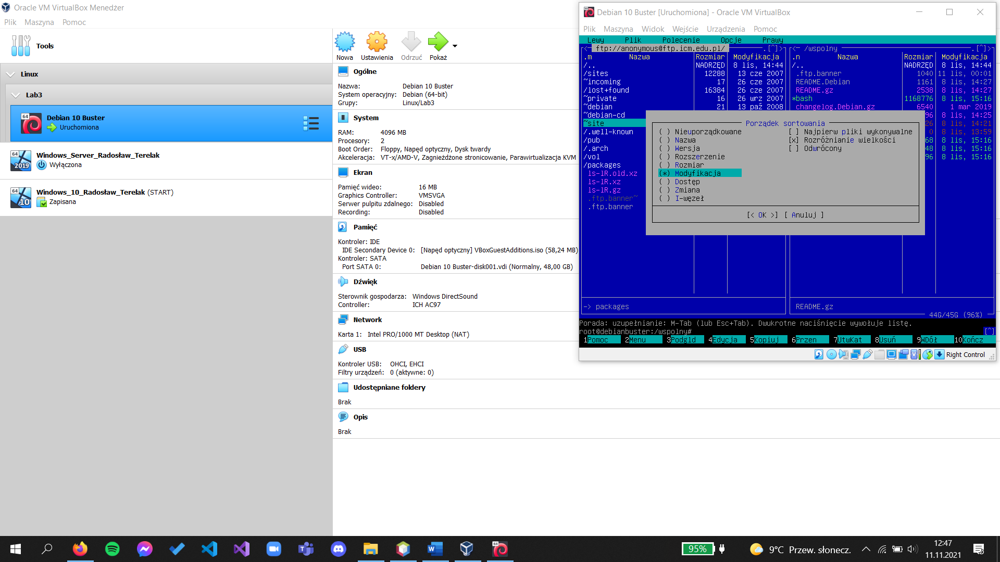 Oracle VM VirtualBox Menedżer
Plik Maszyna Pomoc
Tools
Linux
Lab3
64
Debian 10 Buster
Uruchomiona
64
2019
Windows_Server_Radosław_Terelak
Wyłączona
64
10
Windows_10_Radosław_Terelak (START)
Zapisana
Nowa Ustawienia Odrzuć Pokaż
Ogólne
Nazwa: Debian 10 Buster
System operacyjny: Debian (64-bit)
Grupy: Linux/Lab3
System
RAM: 4096 MB
Procesory: 2
Boot Order: Floppy, Napęd optyczny, Dysk twardy
Akceleracja: VT-x/AMD-V, Zagnieżdżone stronicowanie, Parawirtualizacja KVM
Ekran
Pamięć wideo: 16 MB
Graphics Controller: VMSVGA
Serwer pulpitu zdalnego: Disabled
Recording: Disabled
Pamięć
Kontroler: IDE
IDE Secondary Device 0: [Napęd optyczny] VBoxGuestAdditions.iso (58,24 MB)
Kontroler: SATA
Port SATA 0: Debian 10 Buster-disk001.vdi (Normalny, 48,00 GB)
Dźwięk
Sterownik gospodarza: Windows DirectSound
Controller: ICH AC97
Network
Karta 1: Intel PRO/1000 MT Desktop (NAT)
USB
Kontroler USB: OHCI, EHCI
Filtry urządzeń: 0 (aktywne: 0)
Udostępniane foldery
Brak
Opis
Brak
Debian 10 Buster [Uruchomiona] - Oracle VM VirtualBox
Plik Maszyna Widok Wejście Urządzenia Pomoc
Lewy Plik Polecenie Opcje Prawy
<─ ftp://anonymous@ftp.icm.edu.pl/ .[^]> <─ /wspolny .[^]>
.m Nazwa Rozmiar Modyfikacja .n Nazwa Rozmiar Modyfikacja
/.. NADRZĘD 8 lis, 14:44 /.. NADRZĘD 8 lis, 14:44
/sites 12288 13 cze 2007 .ftp.banner 1040 11 lis, 00:01
~incoming 17 26 cze 2007 README.Debian 1161 8 lis, 14:27
/lost+found 16384 26 cze 2007 README.gz 2538 8 lis, 14:27
~private 16 26 wrz 2007 *bash 1168776 8 lis, 15:16
~debian 21 13 paź 2008 changelog.Debian.gz 6540 1 mar 2019
~debian-cd 96 8 lis, 14:25
~site 26 8 lis, 14:21
/.well-known 0 8 lis, 13:59
/pub 68 8 lis, 15:16
/.arch 48 8 lis, 15:16
/vol 96 8 lis, 15:16
/packages
ls-lR.old.xz
ls-lR.xz
ls-lR.gz
.ftp.banner~
.ftp.banner
Porządek sortowania
( ) Nieuporządkowane [ ] Najpierw pliki wykonywalne
( ) Nazwa [x] Rozróżnianie wielkości
( ) Wersja [ ] Odwrócony
( ) Rozszerzenie
( ) Rozmiar
(*) Modyfikacja
( ) Dostęp
( ) Zmiana
( ) I-węzeł
[< OK >] [ Anuluj ]
-> packages README.gz
44G/45G (96%)
Porada: uzupełnianie: M-Tab (lub Esc+Tab). Dwukrotne naciśnięcie wywołuje listę.
root@debianbuster:/wspolny# [^]
1Pomoc 2Menu 3Podgld 4Edycja 5Kopiuj 6Przen 7UtwKat 8Usuń 9WDół 10Kończ
Right Control
95%
9°C Przew. słonecz.
12:47
11.11.2021